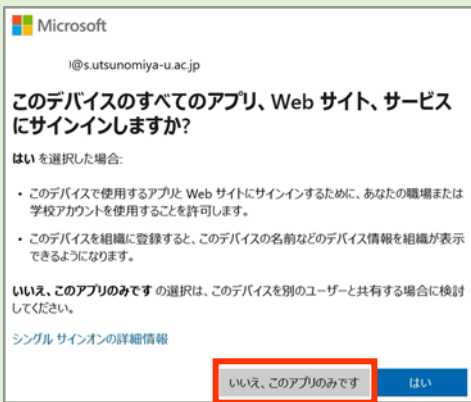 Microsoft
@s.utsunomiya-u.ac.jp
このデバイスのすべてのアプリ、Web サイト、サービス
にサインインしますか?
はい を選択した場合:
• このデバイスで使用するアプリと Web サイトにサインインするために、あなたの職場または
学校アカウントを使用することを許可します。
• このデバイスを組織に登録すると、このデバイスの名前などのデバイス情報を組織が表示
できるようになります。
いいえ、このアプリのみです の選択は、このデバイスを別のユーザーと共有する場合に検討
してください。
シングル サインオンの詳細情報
いいえ、このアプリのみです
はい